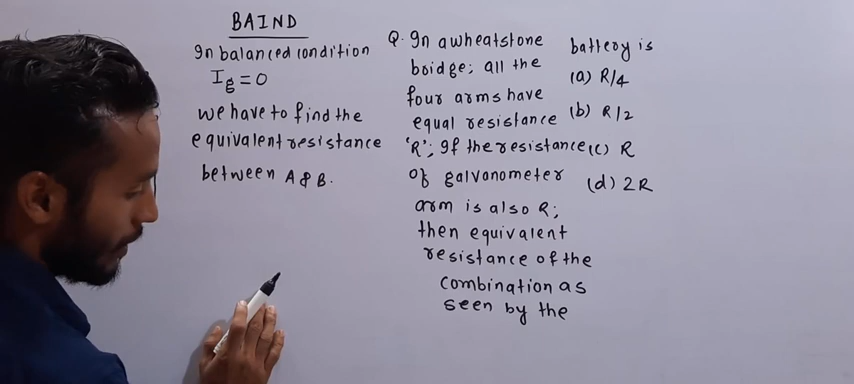 BAIND
In balanced condition
Ig = 0
we have to find the
equivalent resistance
between A & B.
Q. In a wheatstone
bridge; all the
four arms have
equal resistance
'R'; If the resistance
of galvonometer
arm is also R;
then equivalent
resistance of the
combination as
seen by the
battery is
(a) R/4
(b) R/2
(c) R
(d) 2R